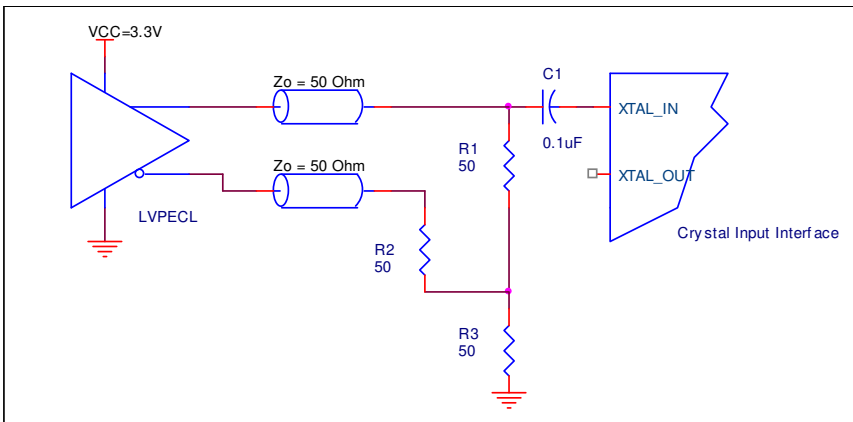 VCC=3.3V
Zo = 50 Ohm
C1
0.1uF
XTAL_IN
R1
50
Zo = 50 Ohm
XTAL_OUT
LVPECL
Crystal Input Interface
R2
50
R3
50